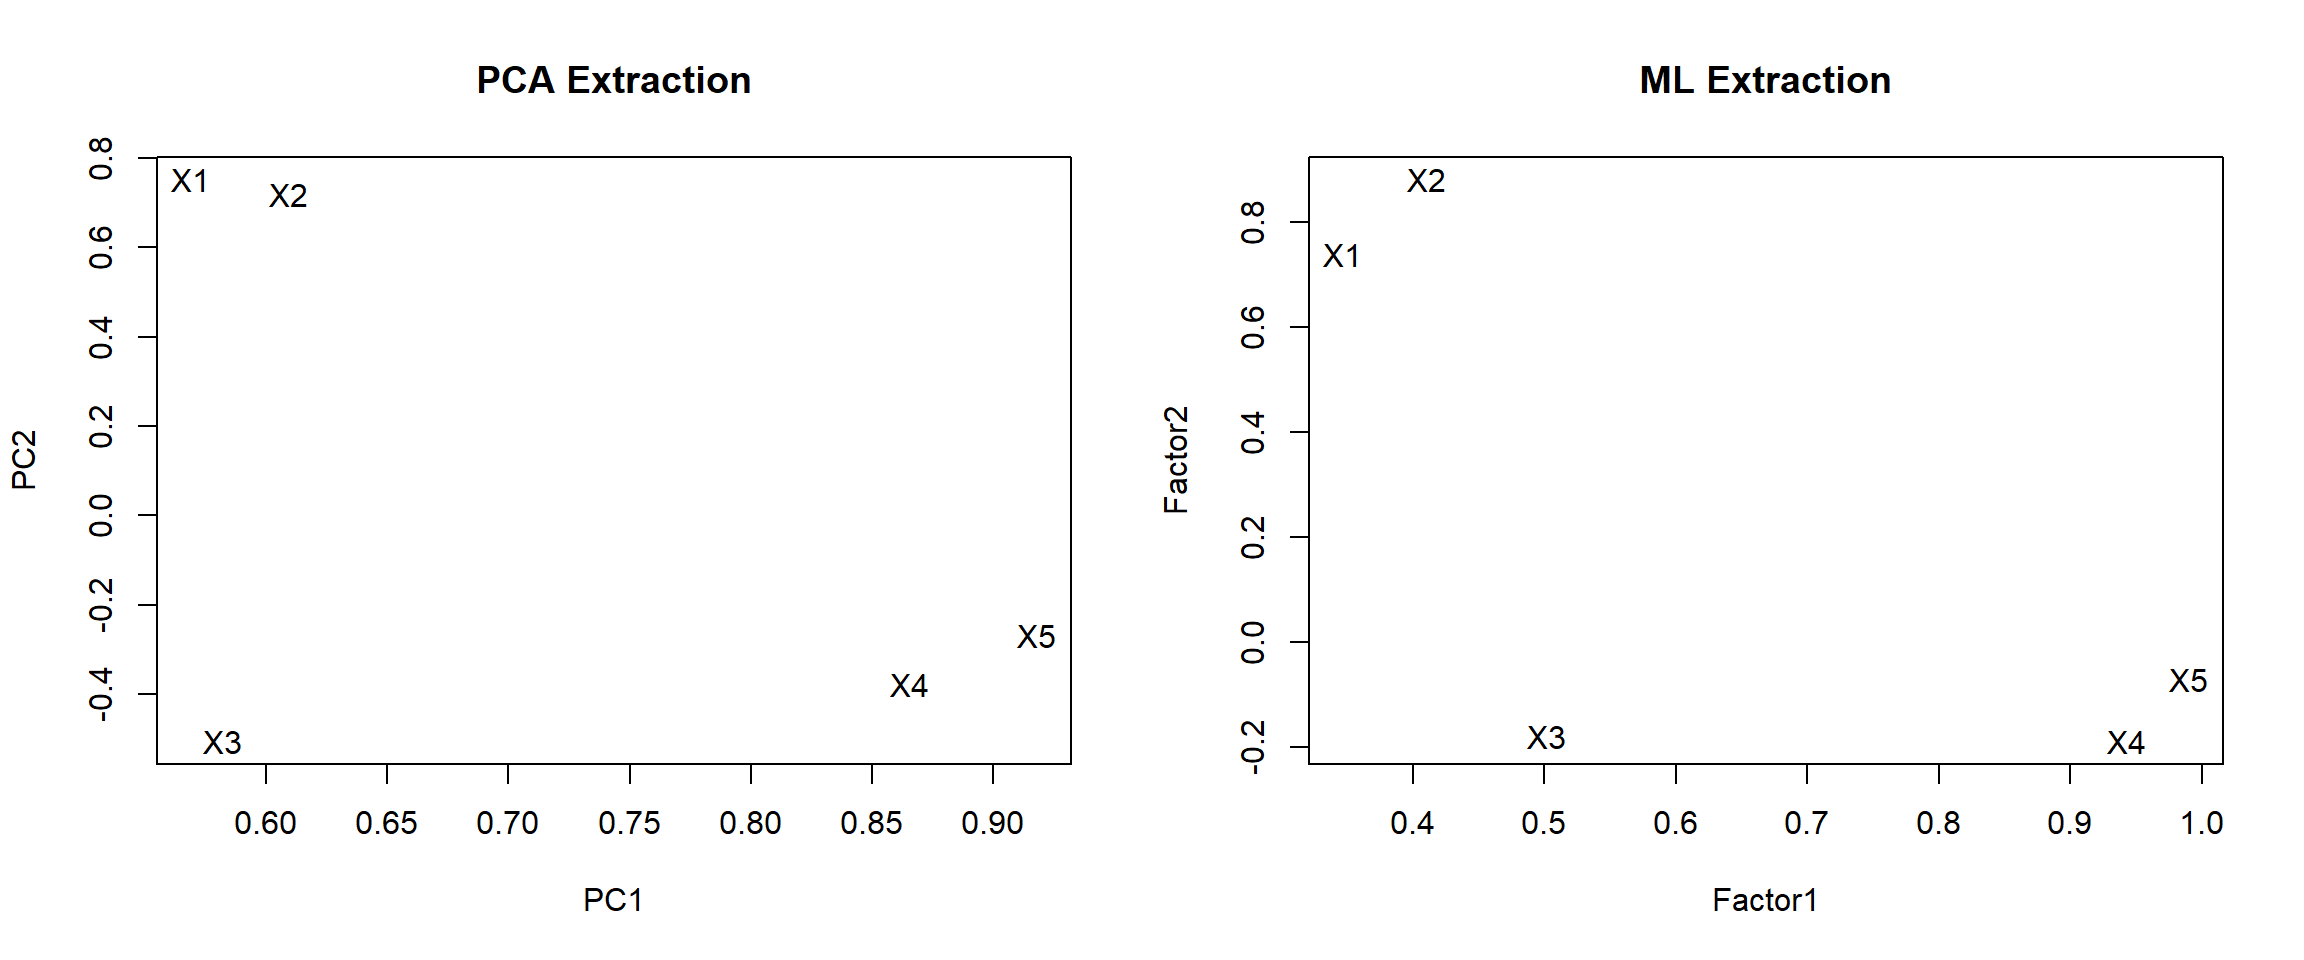 PCA Extraction
0.8
0.6
0.4
0.2
0.0
-0.2
-0.4
PC2
X1
X2
X5
X4
X3
0.60 0.65 0.70 0.75 0.80 0.85 0.90
PC1
ML Extraction
0.8
0.6
0.4
0.2
0.0
-0.2
Factor2
X2
X1
X5
X3
X4
0.4 0.5 0.6 0.7 0.8 0.9 1.0
Factor1